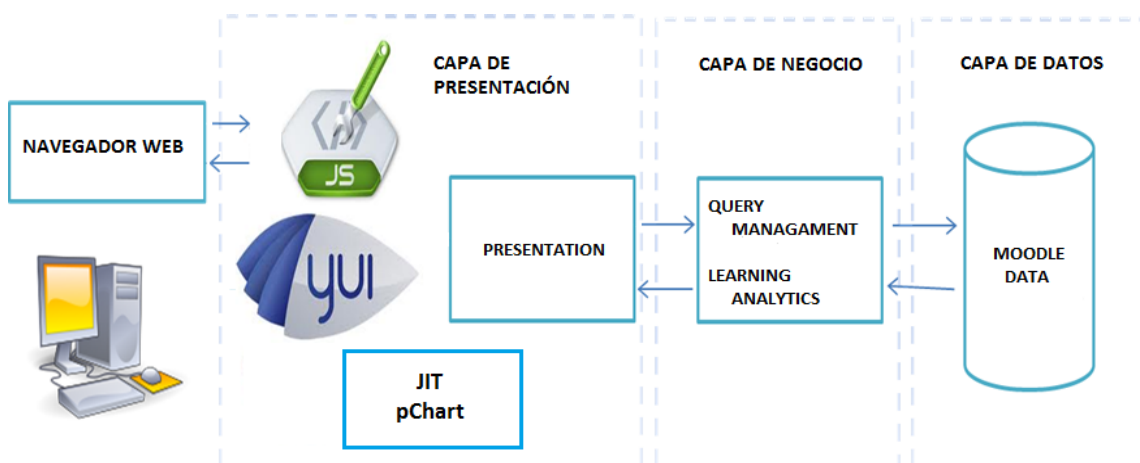 CAPA DE
PRESENTACIÓN
CAPA DE NEGOCIO
CAPA DE DATOS
NAVEGADOR WEB
JS
YUI
PRESENTATION
QUERY
MANAGAMENT
LEARNING
ANALYTICS
MOODLE
DATA
JIT
pChart